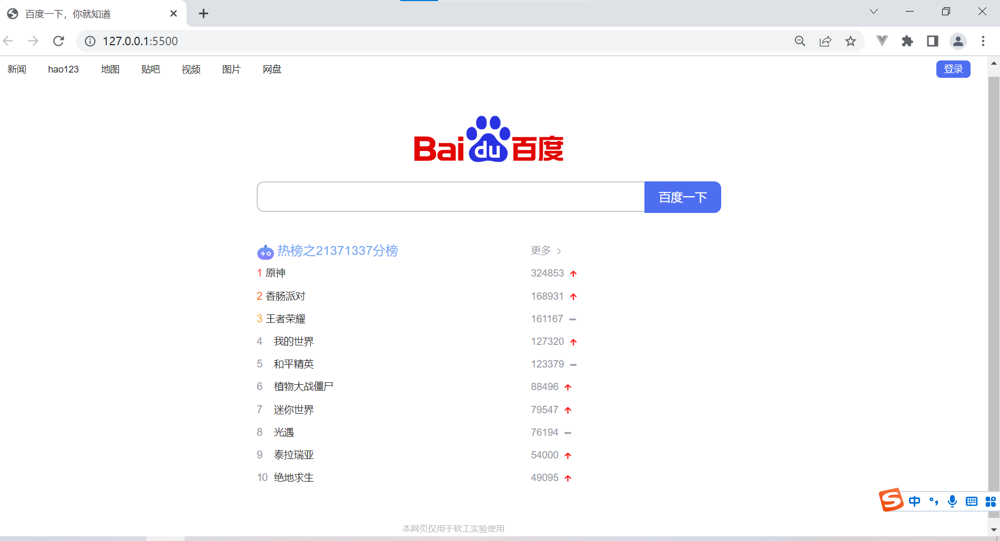 百度一下，你就知道
127.0.0.1:5500
新闻 hao123 地图 贴吧 视频 图片 网盘 登录
Bai du 百度
百度一下
热榜之21371337分榜 更多
1 原神 324853
2 香肠派对 168931
3 王者荣耀 161167
4 我的世界 127320
5 和平精英 123379
6 植物大战僵尸 88496
7 迷你世界 79547
8 光遇 76194
9 泰拉瑞亚 54000
10 绝地求生 49095
S 中
本网页仅用于软工实验使用